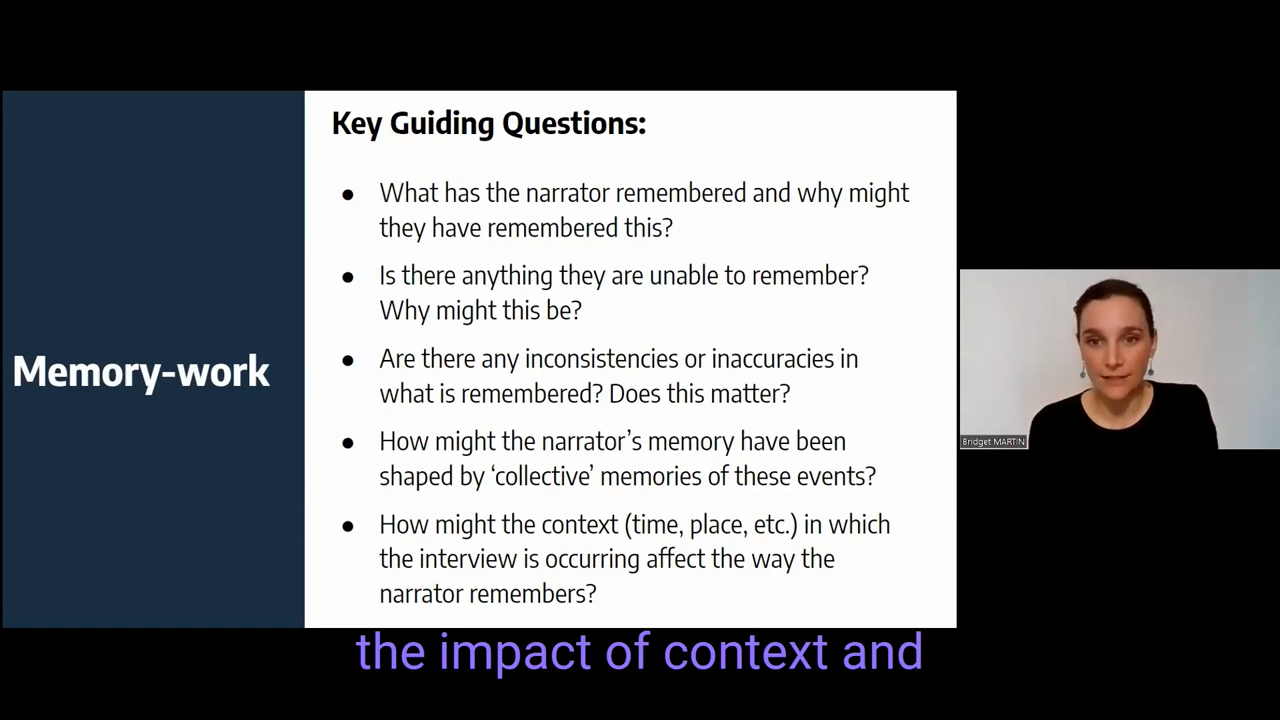 Memory-work
Key Guiding Questions:
● What has the narrator remembered and why might
they have remembered this?
● Is there anything they are unable to remember?
Why might this be?
● Are there any inconsistencies or inaccuracies in
what is remembered? Does this matter?
● How might the narrator’s memory have been
shaped by ‘collective’ memories of these events?
● How might the context (time, place, etc.) in which
the interview is occurring affect the way the
narrator remembers?
Bridget MARTIN
the impact of context and